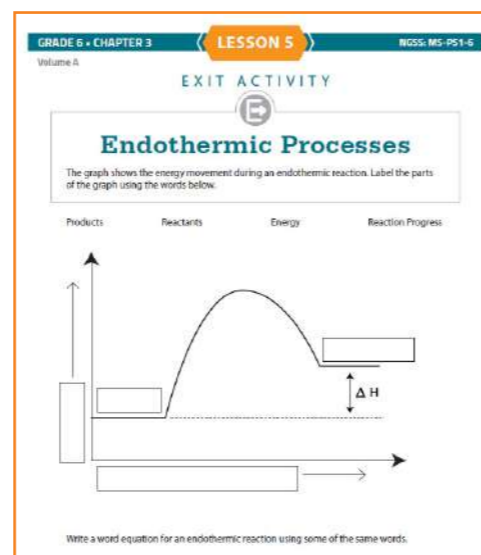 GRADE 6 • CHAPTER 3 LESSON 5 NGSS: MS-PS1-6
Volume A
EXIT ACTIVITY
E
Endothermic Processes
The graph shows the energy movement during an endothermic reaction. Label the parts
of the graph using the words below.
Products Reactants Energy Reaction Progress
Δ H
Write a word equation for an endothermic reaction using some of the same words.